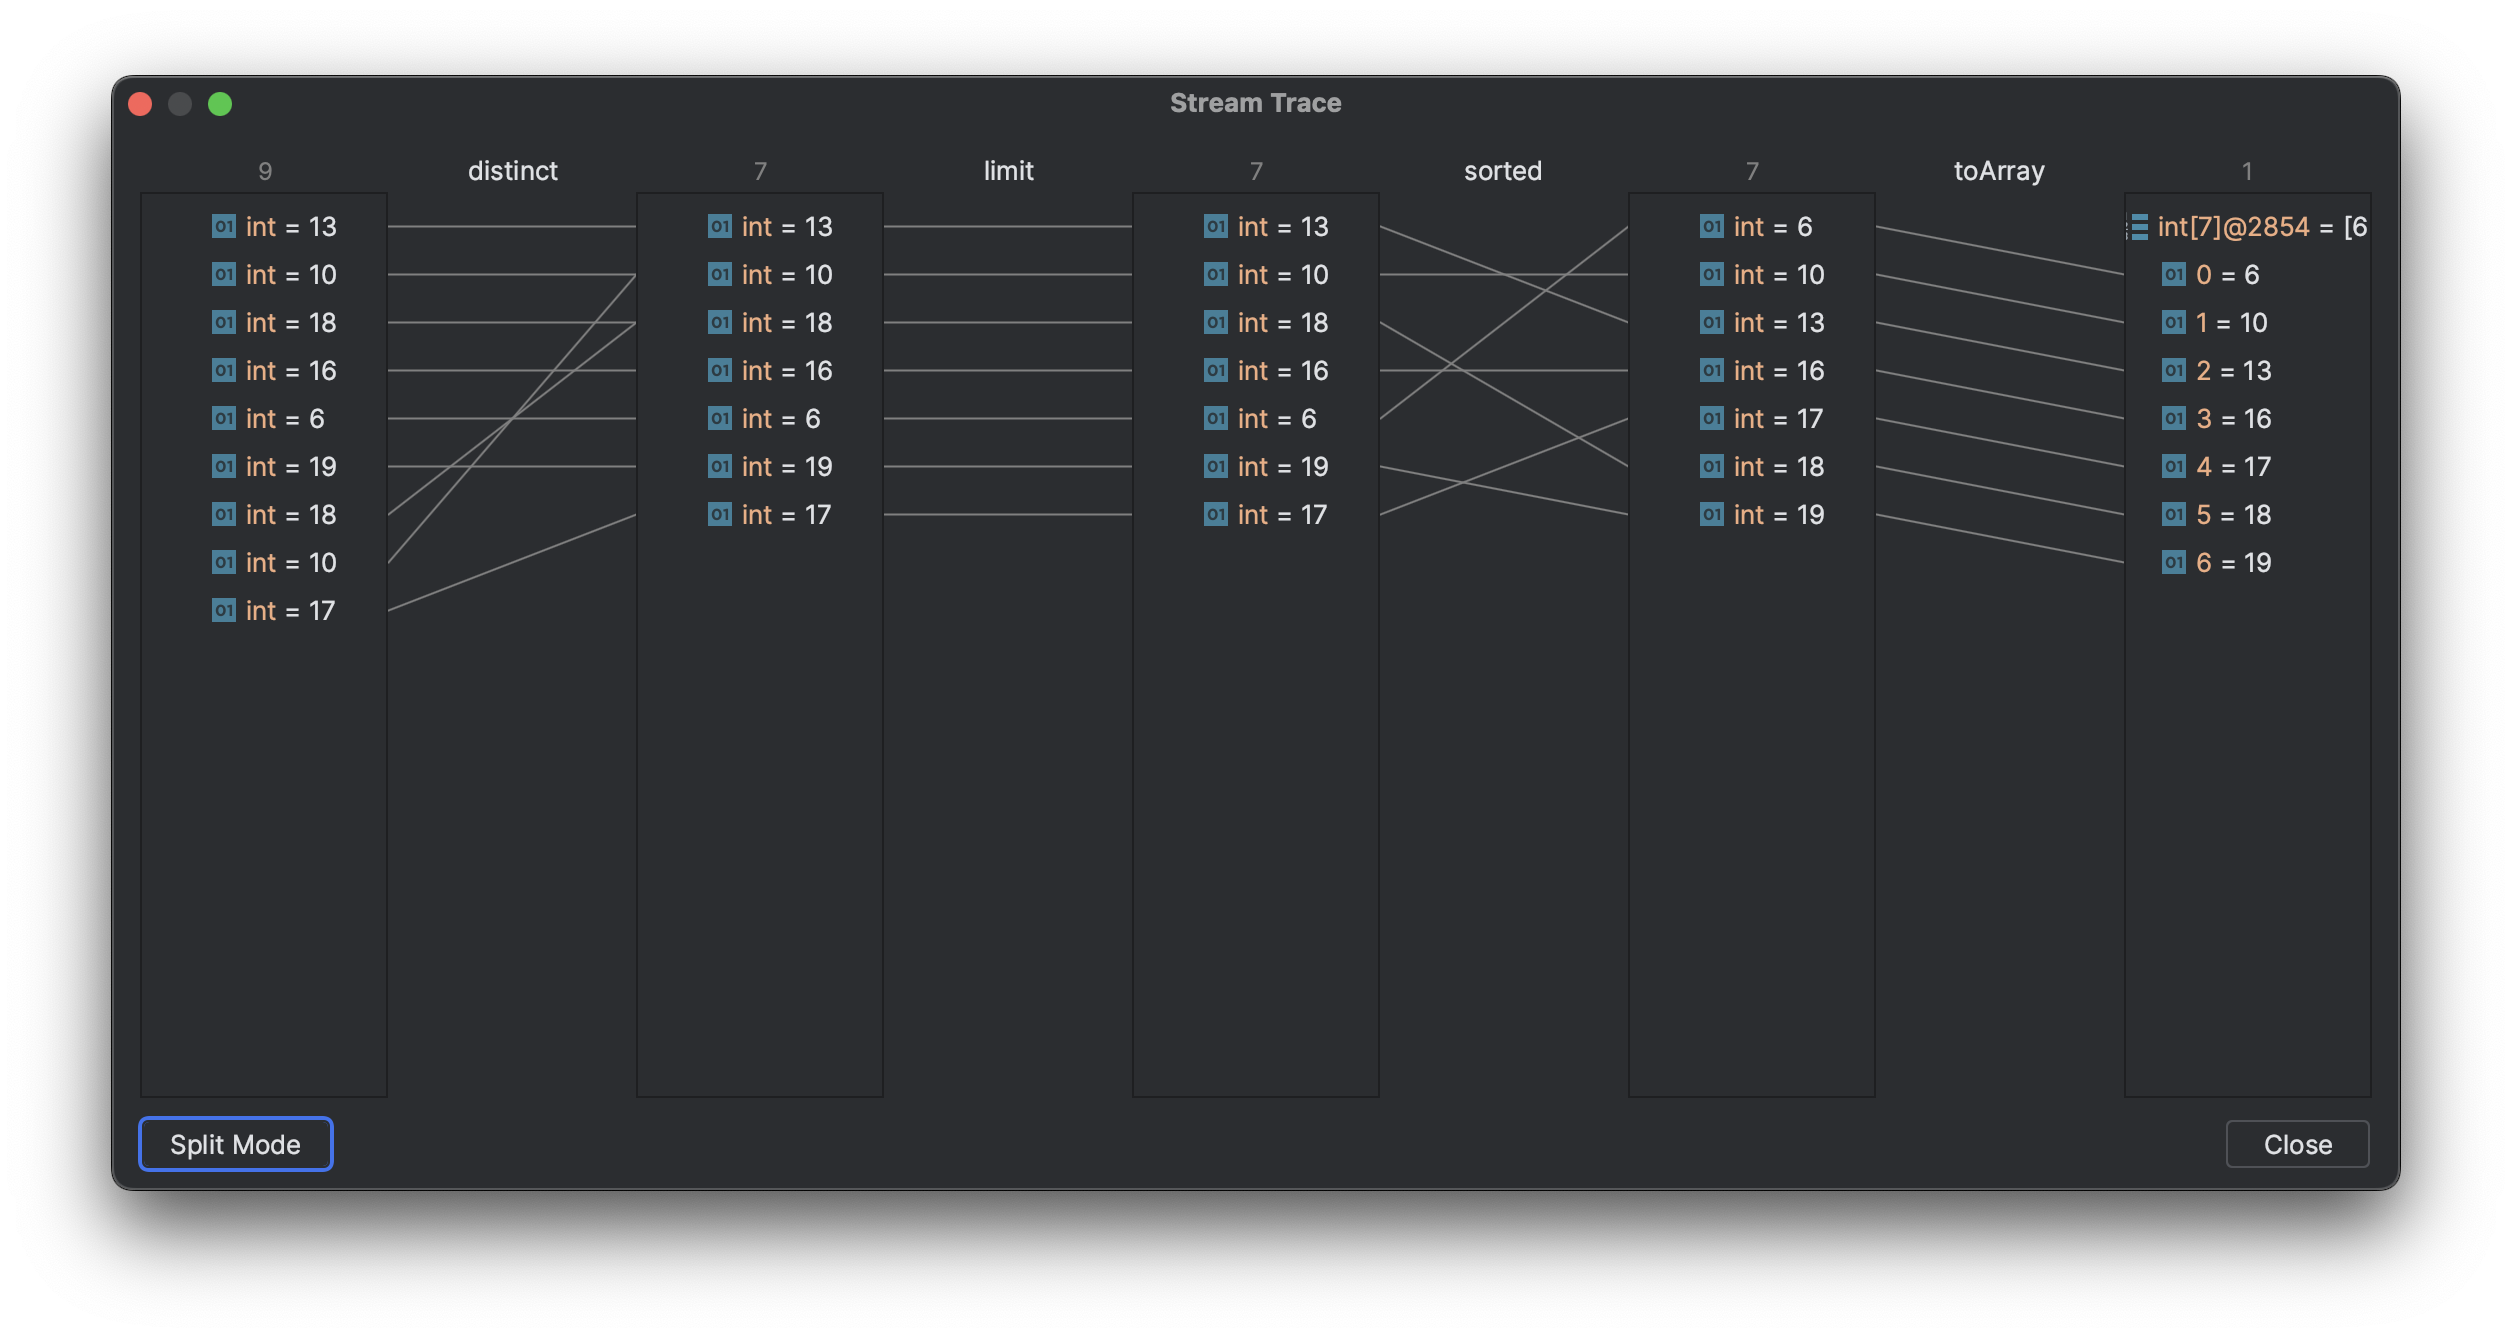 Stream Trace
9 distinct 7 limit 7 sorted 7 toArray 1
01 int = 13 01 int = 13 01 int = 13 01 int = 6 int[7]@2854 = [6
01 int = 10 01 int = 10 01 int = 10 01 int = 10 01 0 = 6
01 int = 18 01 int = 18 01 int = 18 01 int = 13 01 1 = 10
01 int = 16 01 int = 16 01 int = 16 01 int = 16 01 2 = 13
01 int = 6 01 int = 6 01 int = 6 01 int = 17 01 3 = 16
01 int = 19 01 int = 19 01 int = 19 01 int = 18 01 4 = 17
01 int = 18 01 int = 17 01 int = 17 01 int = 19 01 5 = 18
01 int = 10 01 6 = 19
01 int = 17
Split Mode Close